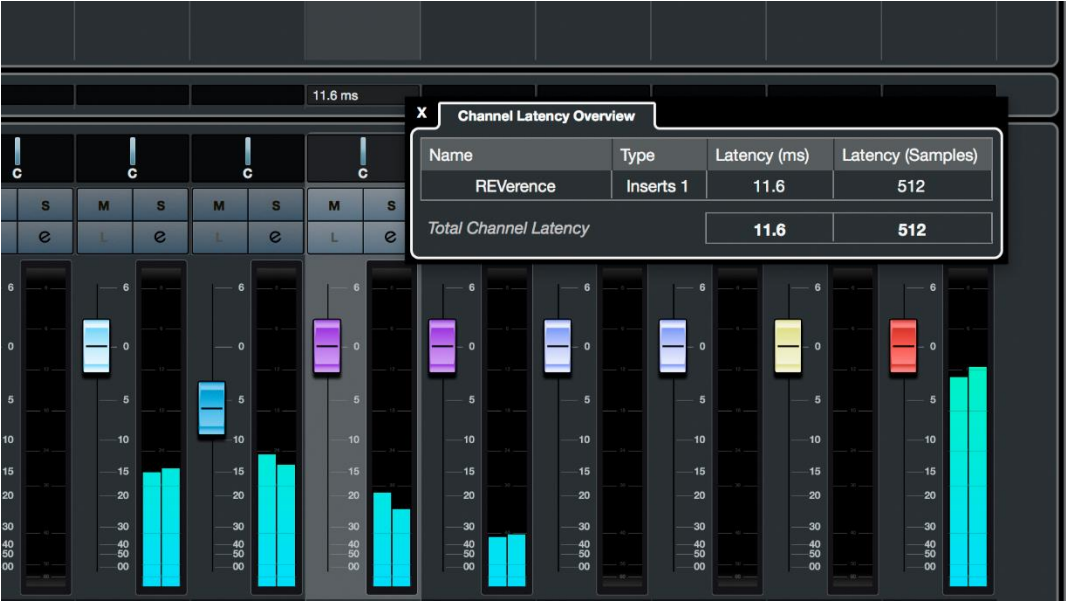 11.6 ms
X Channel Latency Overview
Name Type Latency (ms) Latency (Samples)
REVerence Inserts 1 11.6 512
Total Channel Latency 11.6 512
C C C C
S M S M S M S
e L e L e L e
6 6 6 6 6 6 6 6
0 0 0 0 0 0 0 0 0
5 5 5 5 5 5 5 5 5
10 10 10 10 10 10 10 10 10
15 15 15 15 15 15 15 15 15
20 20 20 20 20 20 20 20 20
30 30 30 30 30 30 30 30 30
40 40 40 40 40 40 40 40 40
50 50 50 50 50 50 50 50 50
00 00 00 00 00 00 00 00 00